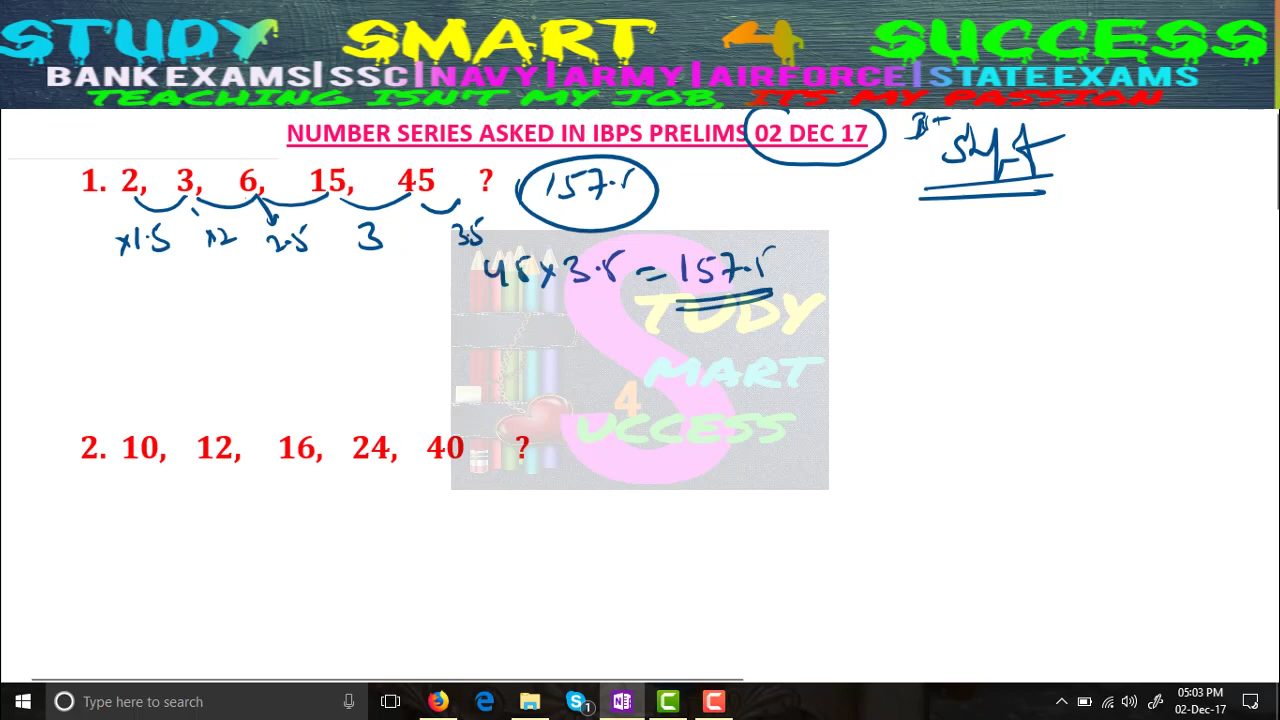 STUDY SMART 4 SUCCESS
BANK EXAMS|SSC|NAVY|ARMY|AIRFORCE|STATE EXAMS
TEACHING ISN'T MY JOB, ITS MY PASSION
NUMBER SERIES ASKED IN IBPS PRELIMS 02 DEC 17
1. 2, 3, 6, 15, 45 ? 157.5
×1.5 ×2 2.5 3 3.5
45×3.5 = 157.5
S
TUDY
MART
4
UCCESS
2. 10, 12, 16, 24, 40 ?
Type here to search
1
05:03 PM
02-Dec-17